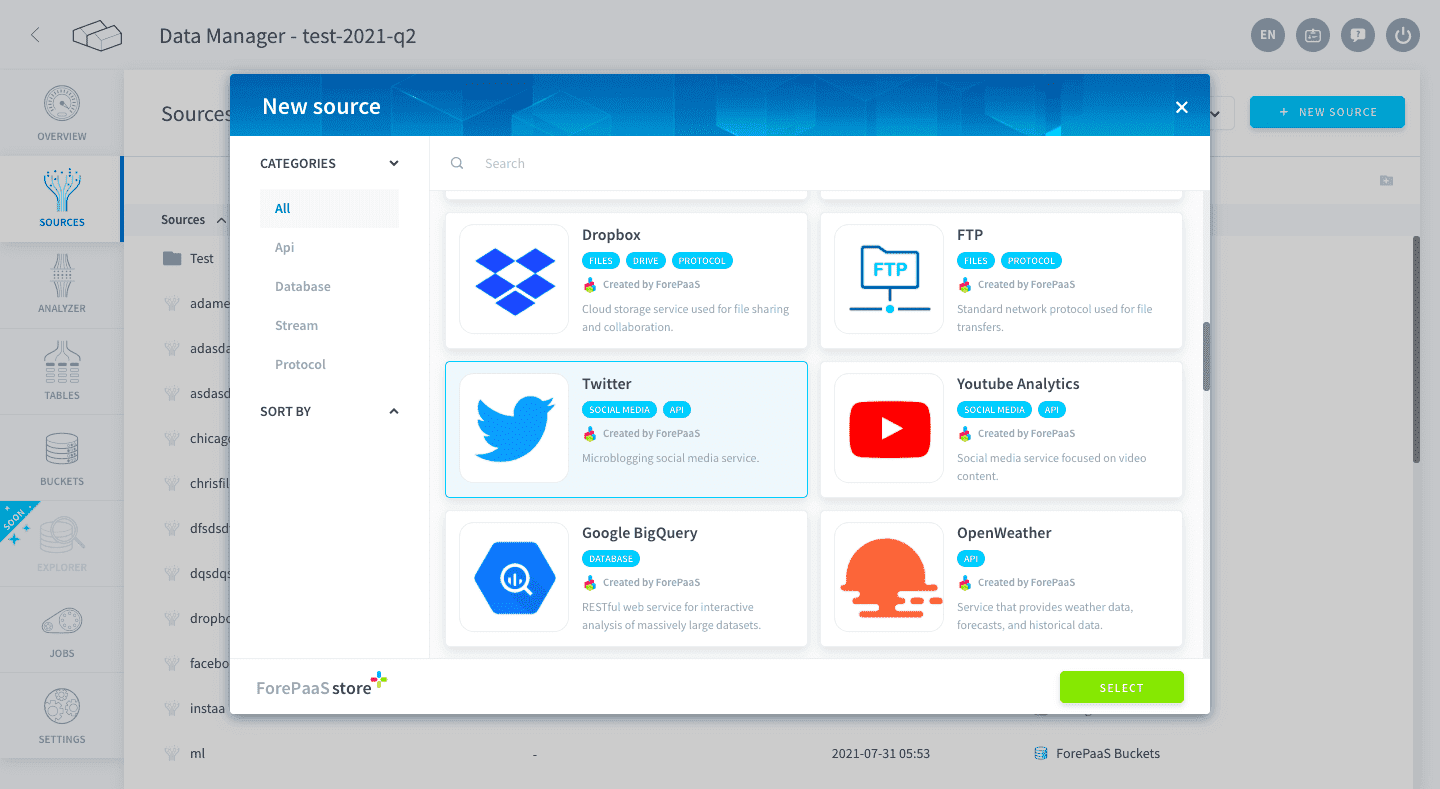 Data Manager - test-2021-q2
EN
OVERVIEW
SOURCES
ANALYZER
TABLES
BUCKETS
SOON
EXPLORER
JOBS
SETTINGS
Sources
+ NEW SOURCE
Sources
Test
adame
adasda
asdasd
chicago
chrisfil
dfsdsd
dqsdqs
dropbo
facebo
instaa
ml
-
2021-07-31 05:53
ForePaaS Buckets
New source
CATEGORIES
All
Api
Database
Stream
Protocol
SORT BY
Search
Dropbox
FILES DRIVE PROTOCOL
Created by ForePaaS
Cloud storage service used for file sharing
and collaboration.
FTP
FTP
FILES PROTOCOL
Created by ForePaaS
Standard network protocol used for file
transfers.
Twitter
SOCIAL MEDIA API
Created by ForePaaS
Microblogging social media service.
Youtube Analytics
SOCIAL MEDIA API
Created by ForePaaS
Social media service focused on video
content.
Google BigQuery
DATABASE
Created by ForePaaS
RESTful web service for interactive
analysis of massively large datasets.
OpenWeather
API
Created by ForePaaS
Service that provides weather data,
forecasts, and historical data.
ForePaaS store
SELECT